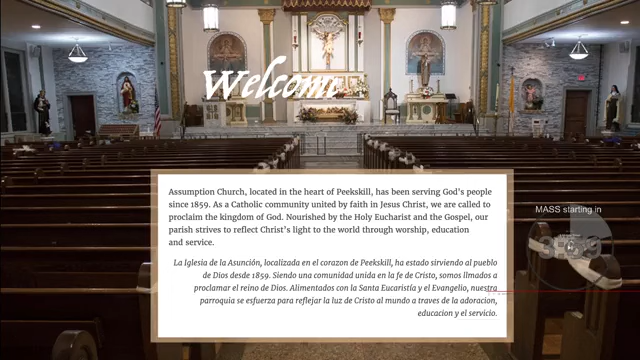 Welcome
Assumption Church, located in the heart of Peekskill, has been serving God's people
since 1859. As a Catholic community united by faith in Jesus Christ, we are called to
proclaim the kingdom of God. Nourished by the Holy Eucharist and the Gospel, our
parish strives to reflect Christ's light to the world through worship, education
and service.
La Iglesia de la Asunción, localizada en el corazon de Peekskill, ha estado sirviendo al pueblo
de Dios desde 1859. Siendo una comunidad unida en la fe de Cristo, somos llmados a
proclamar el reino de Dios. Alimentados con la Santa Eucaristía y el Evangelio, nuestra
parroquia se esfuerza para reflejar la luz de Cristo al mundo a traves de la adoracion,
educacion y el servicio.
MASS starting in